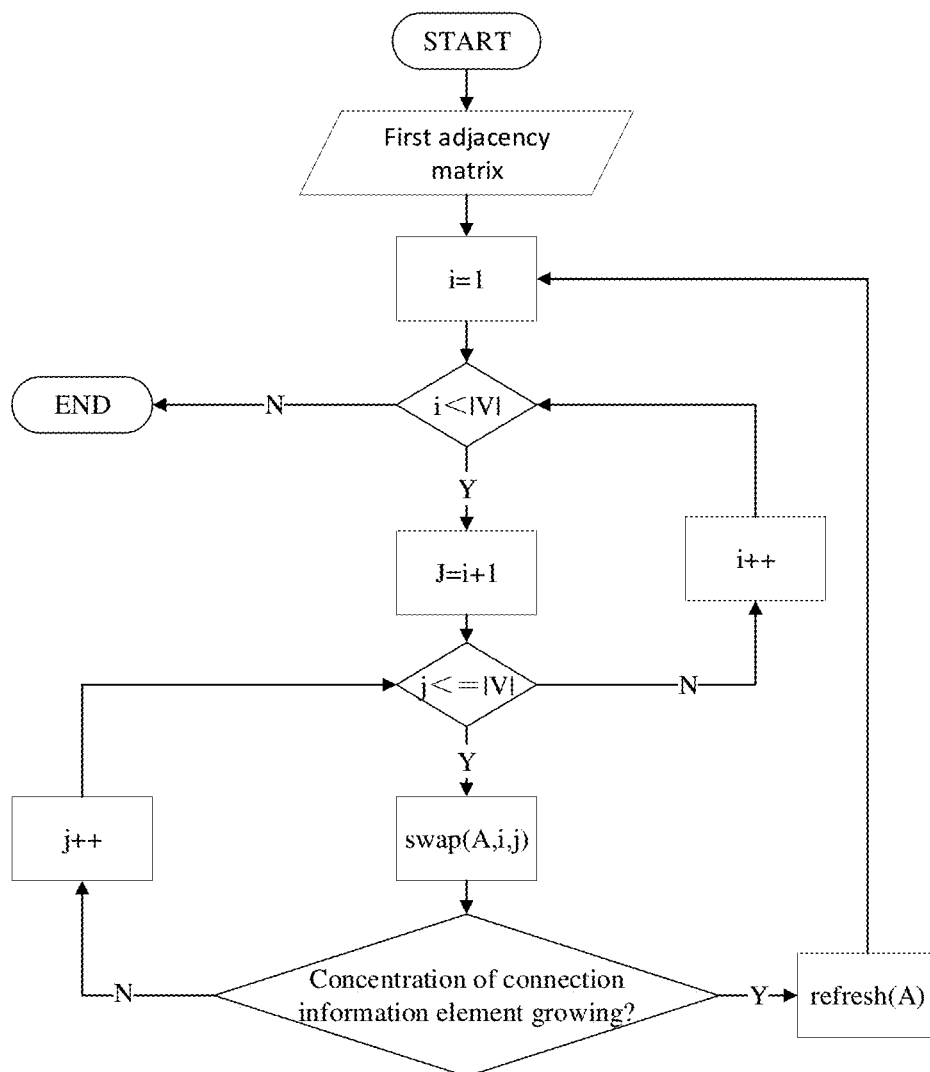 START
First adjacency
matrix
i=1
i<|V|
N
END
Y
J=i+1
i++
j<=|V|
N
Y
j++
swap(A,i,j)
Concentration of connection
information element growing?
N
Y
refresh(A)